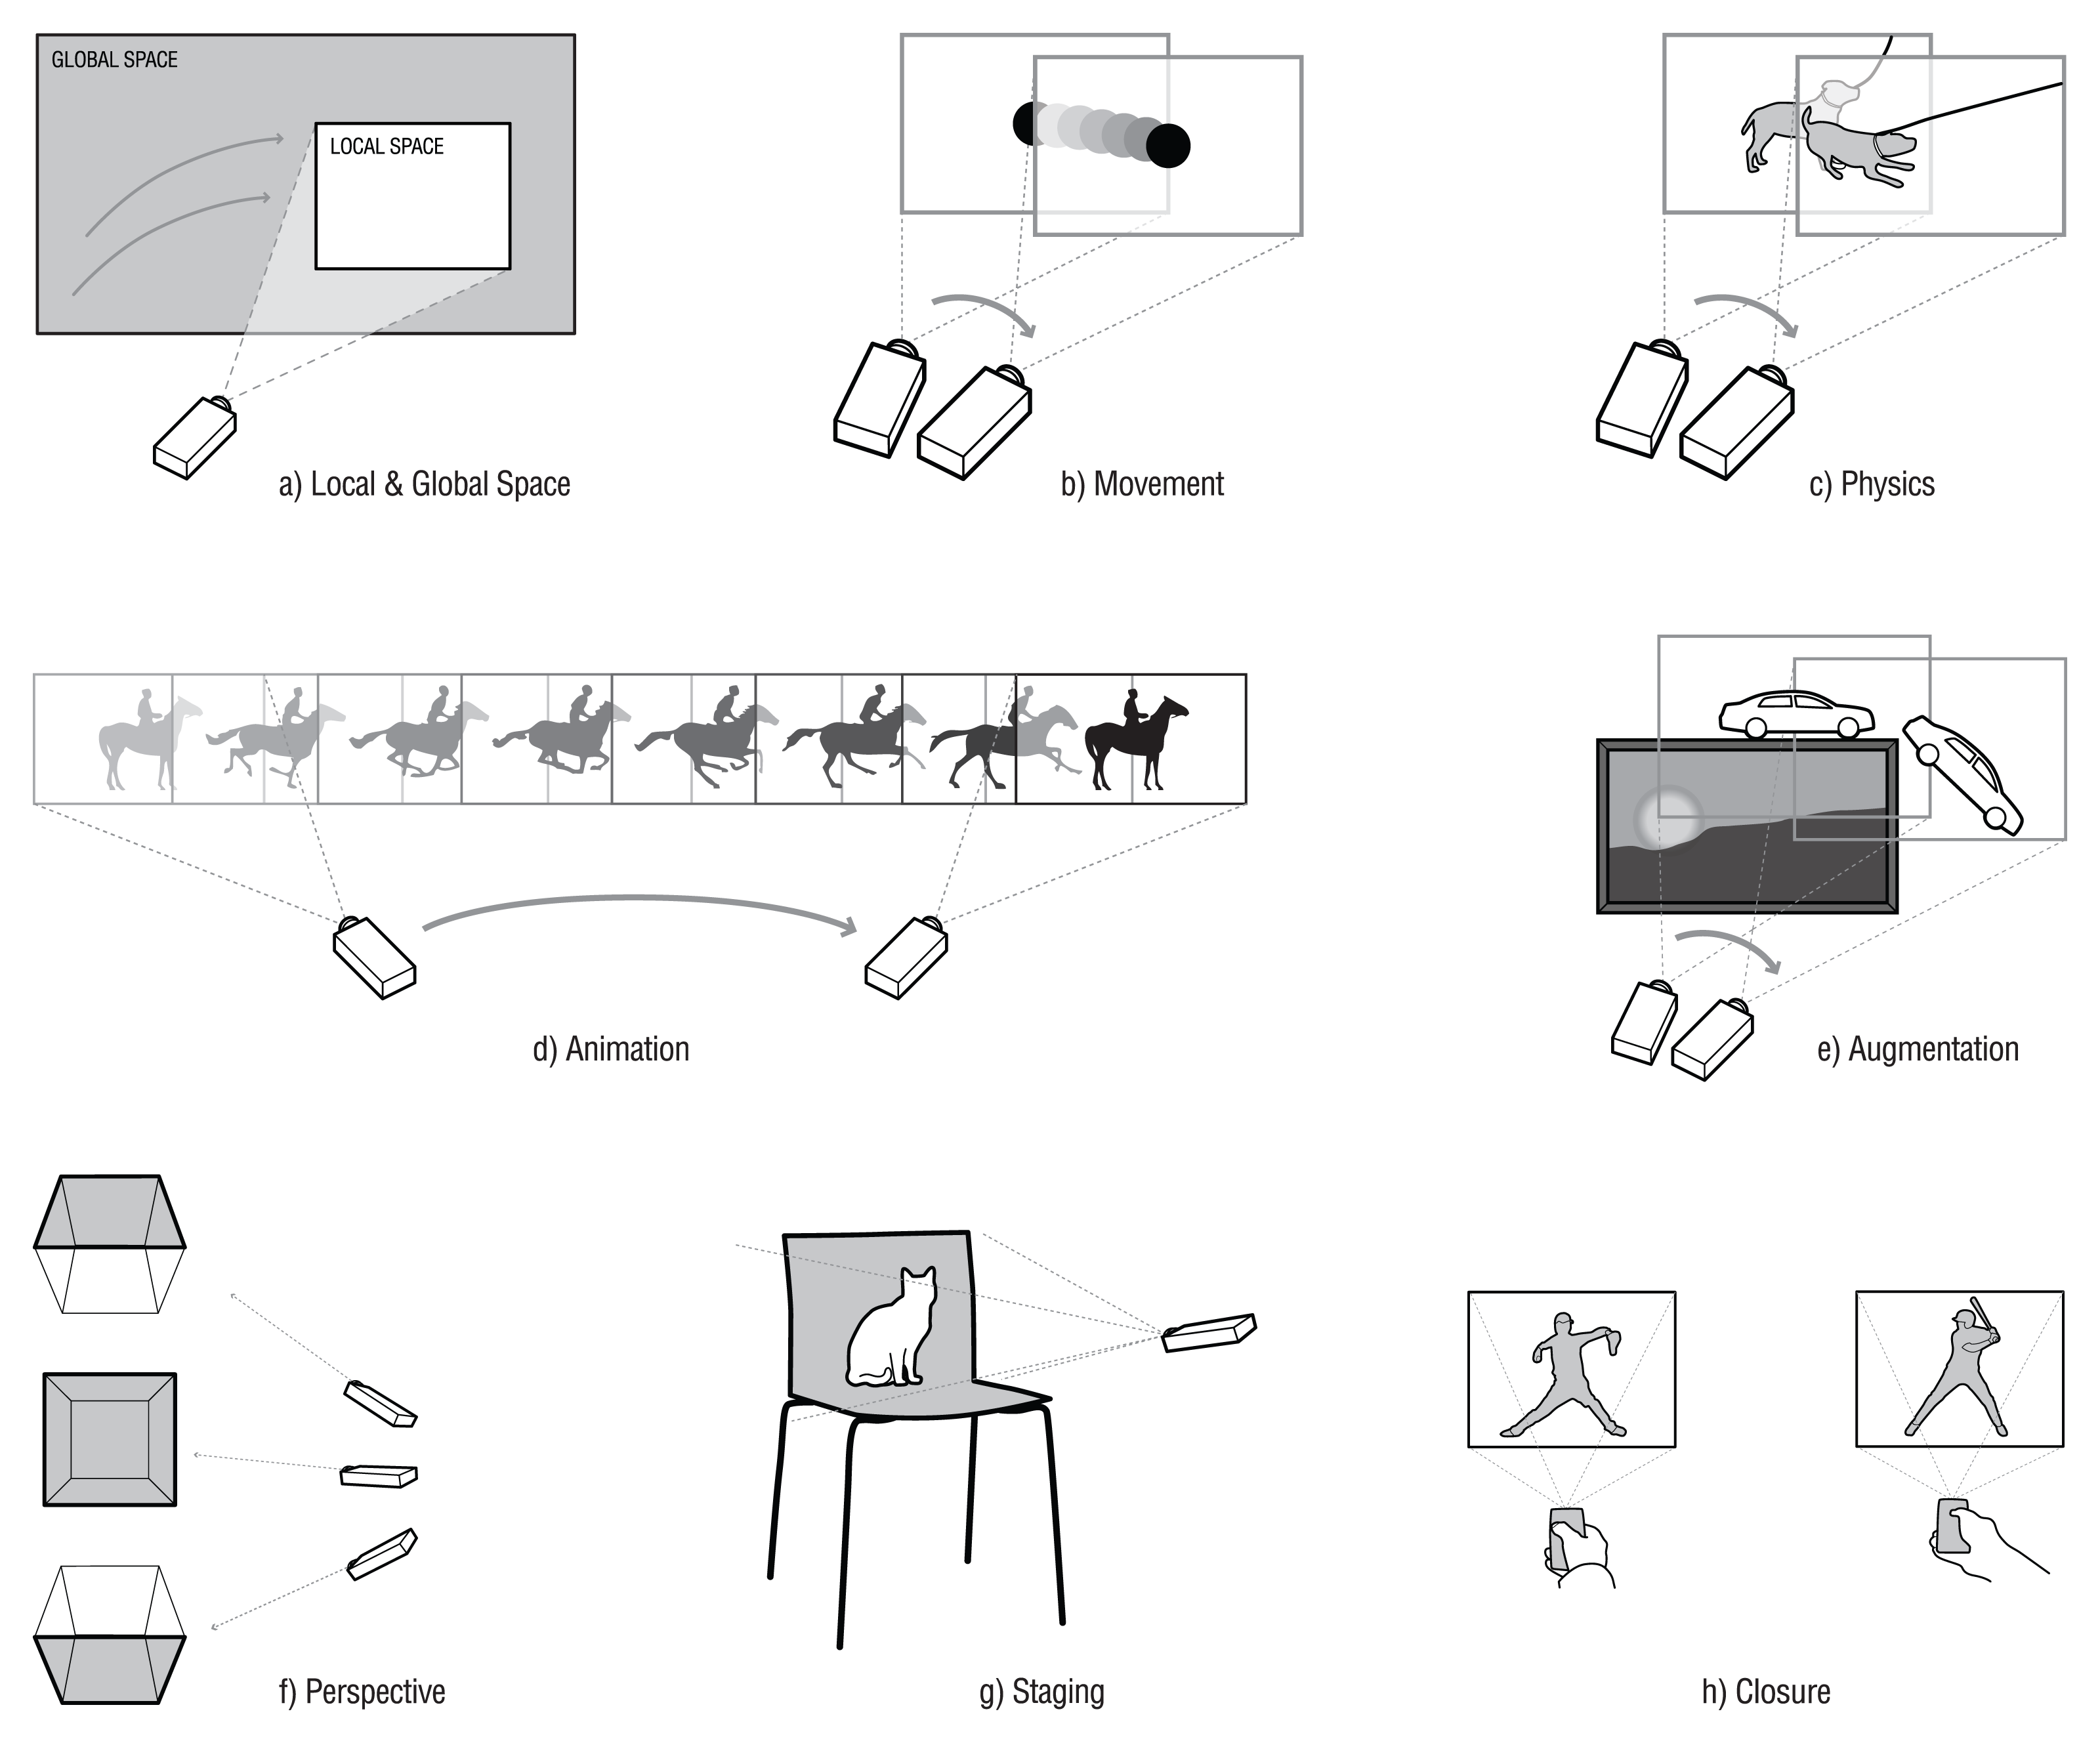 GLOBAL SPACE
LOCAL SPACE
a) Local & Global Space
b) Movement
c) Physics
d) Animation
e) Augmentation
f) Perspective
g) Staging
h) Closure